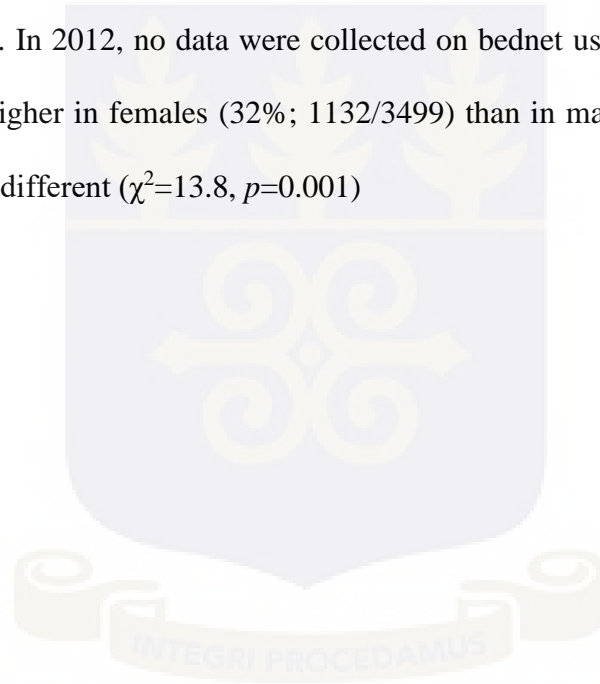 . In 2012, no data were collected on bednet us
igher in females (32%; 1132/3499) than in ma
different (χ²=13.8, p=0.001)
INTEGRI PROCEDAMUS